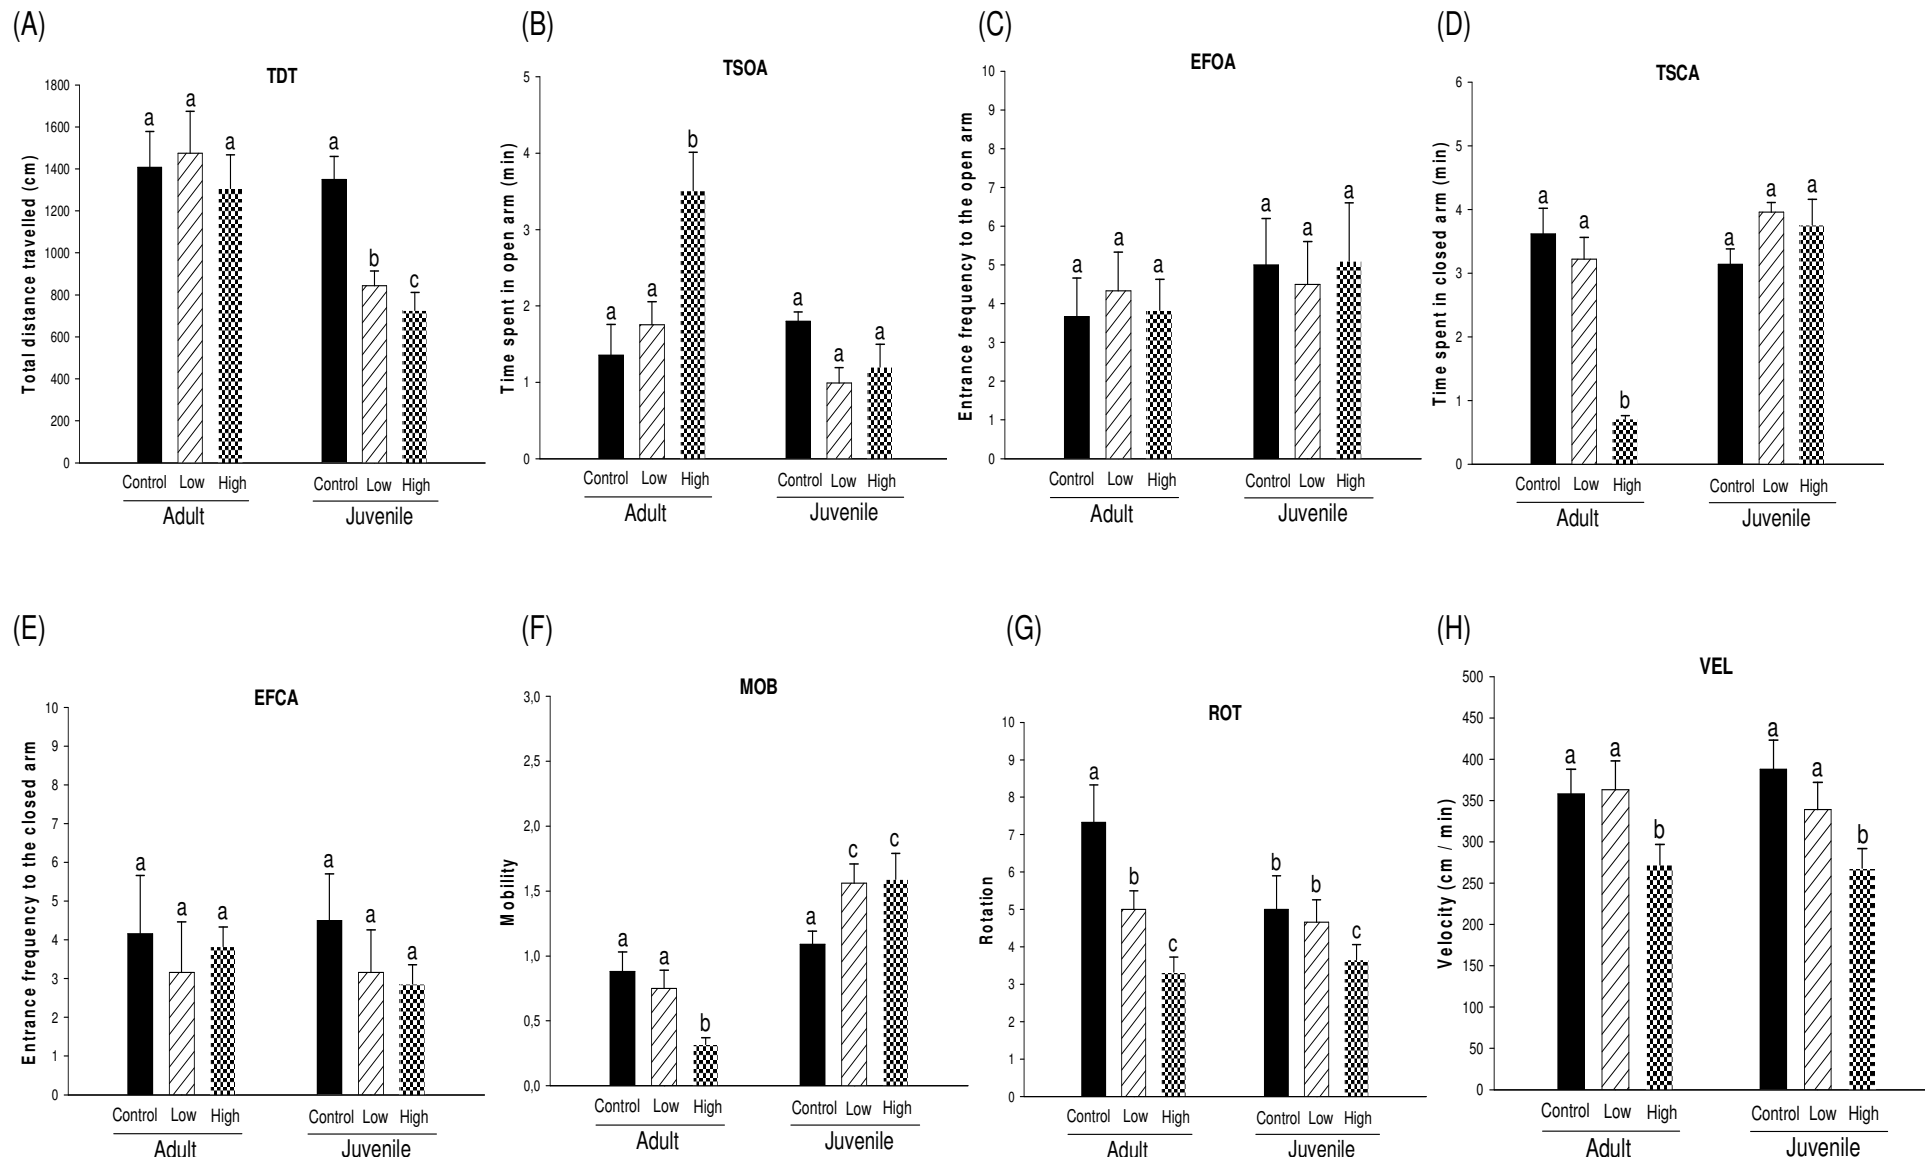 (A)
TDT
Total distance travelled (cm)
1800
1600
1400
1200
1000
800
600
400
200
0
a
a
a
a
b
c
Control Low High
Control Low High
Adult
Juvenile
(B)
TSOA
Time spent in open arm (min)
5
4
3
2
1
0
a
a
b
a
a
a
Control Low High
Control Low High
Adult
Juvenile
(C)
EFOA
Entrance frequency to the open arm
10
9
8
7
6
5
4
3
2
1
0
a
a
a
a
a
a
Control Low High
Control Low High
Adult
Juvenile
(D)
TSCA
Time spent in closed arm (min)
6
5
4
3
2
1
0
a
a
b
a
a
a
Control Low High
Control Low High
Adult
Juvenile
(E)
EFCA
Entrance frequency to the closed arm
10
9
8
7
6
5
4
3
2
1
0
a
a
a
a
a
a
Control Low High
Control Low High
Adult
Juvenile
(F)
MOB
Mobility
3,0
2,5
2,0
1,5
1,0
0,5
0,0
a
a
b
a
c
c
Control Low High
Control Low High
Adult
Juvenile
(G)
ROT
Rotation
10
9
8
7
6
5
4
3
2
1
0
a
b
c
b
b
c
Control Low High
Control Low High
Adult
Juvenile
(H)
VEL
Velocity (cm / min)
500
450
400
350
300
250
200
150
100
50
0
a
a
b
a
a
b
Control Low High
Control Low High
Adult
Juvenile